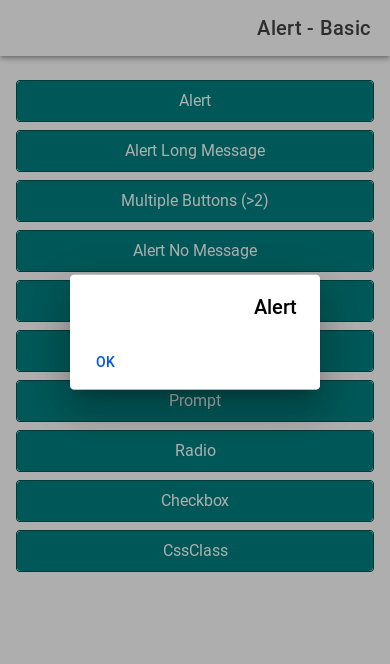 Alert - Basic
Alert
Alert Long Message
Multiple Buttons (>2)
Alert No Message
Alert
OK
Prompt
Radio
Checkbox
CssClass